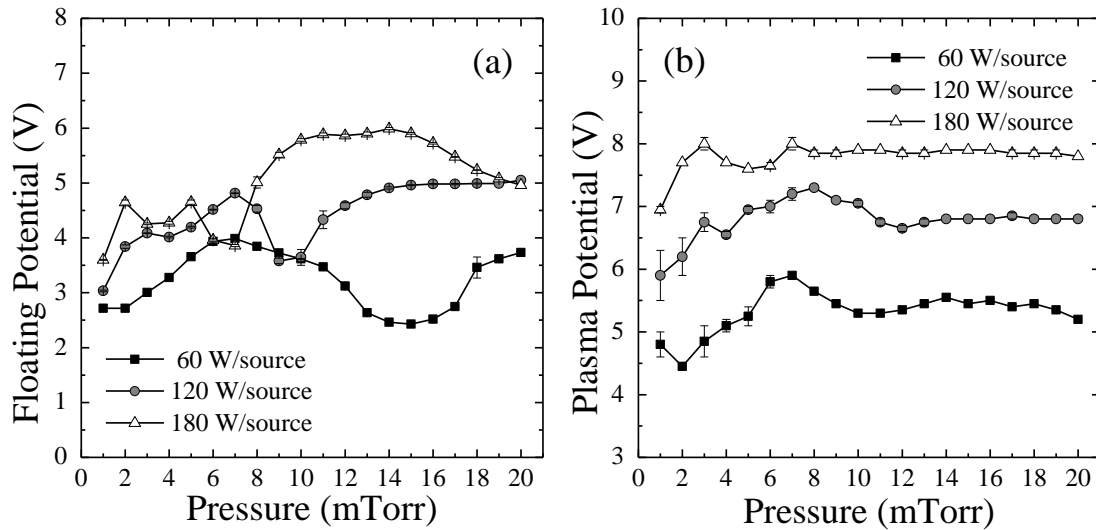 (a)
Floating Potential (V)
8
7
6
5
4
3
2
1
0
60 W/source
120 W/source
180 W/source
0 2 4 6 8 10 12 14 16 18 20
Pressure (mTorr)
(b)
Plasma Potential (V)
10
9
8
7
6
5
4
3
60 W/source
120 W/source
180 W/source
0 2 4 6 8 10 12 14 16 18 20
Pressure (mTorr)